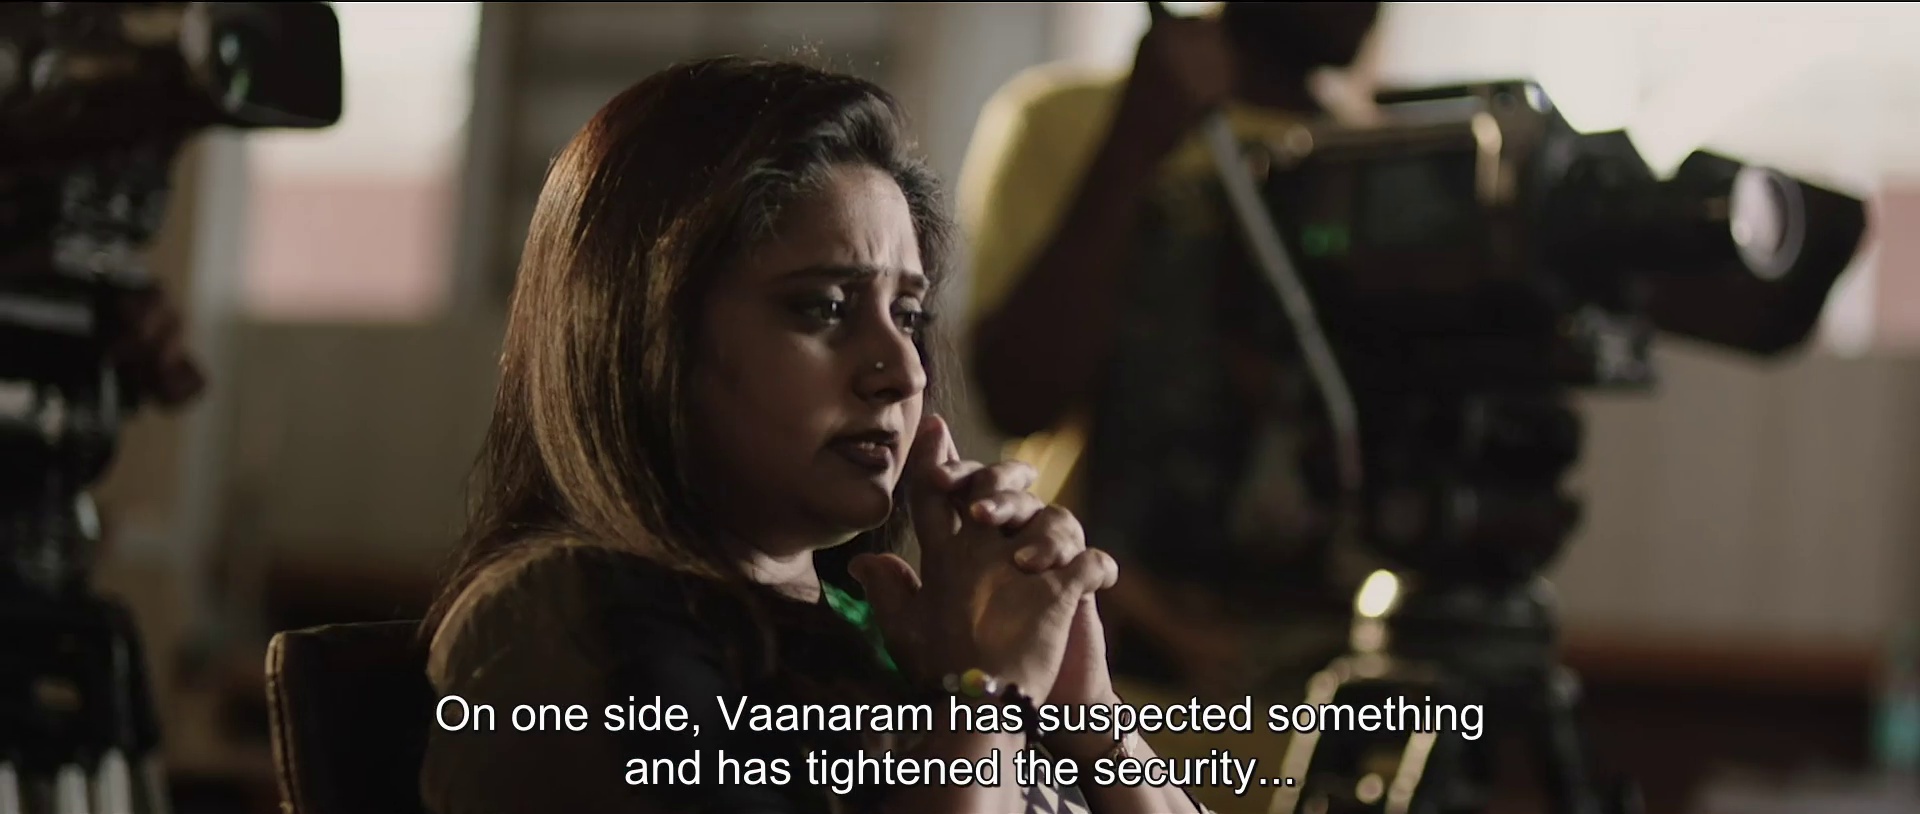 On one side, Vaanaram has suspected something
and has tightened the security...